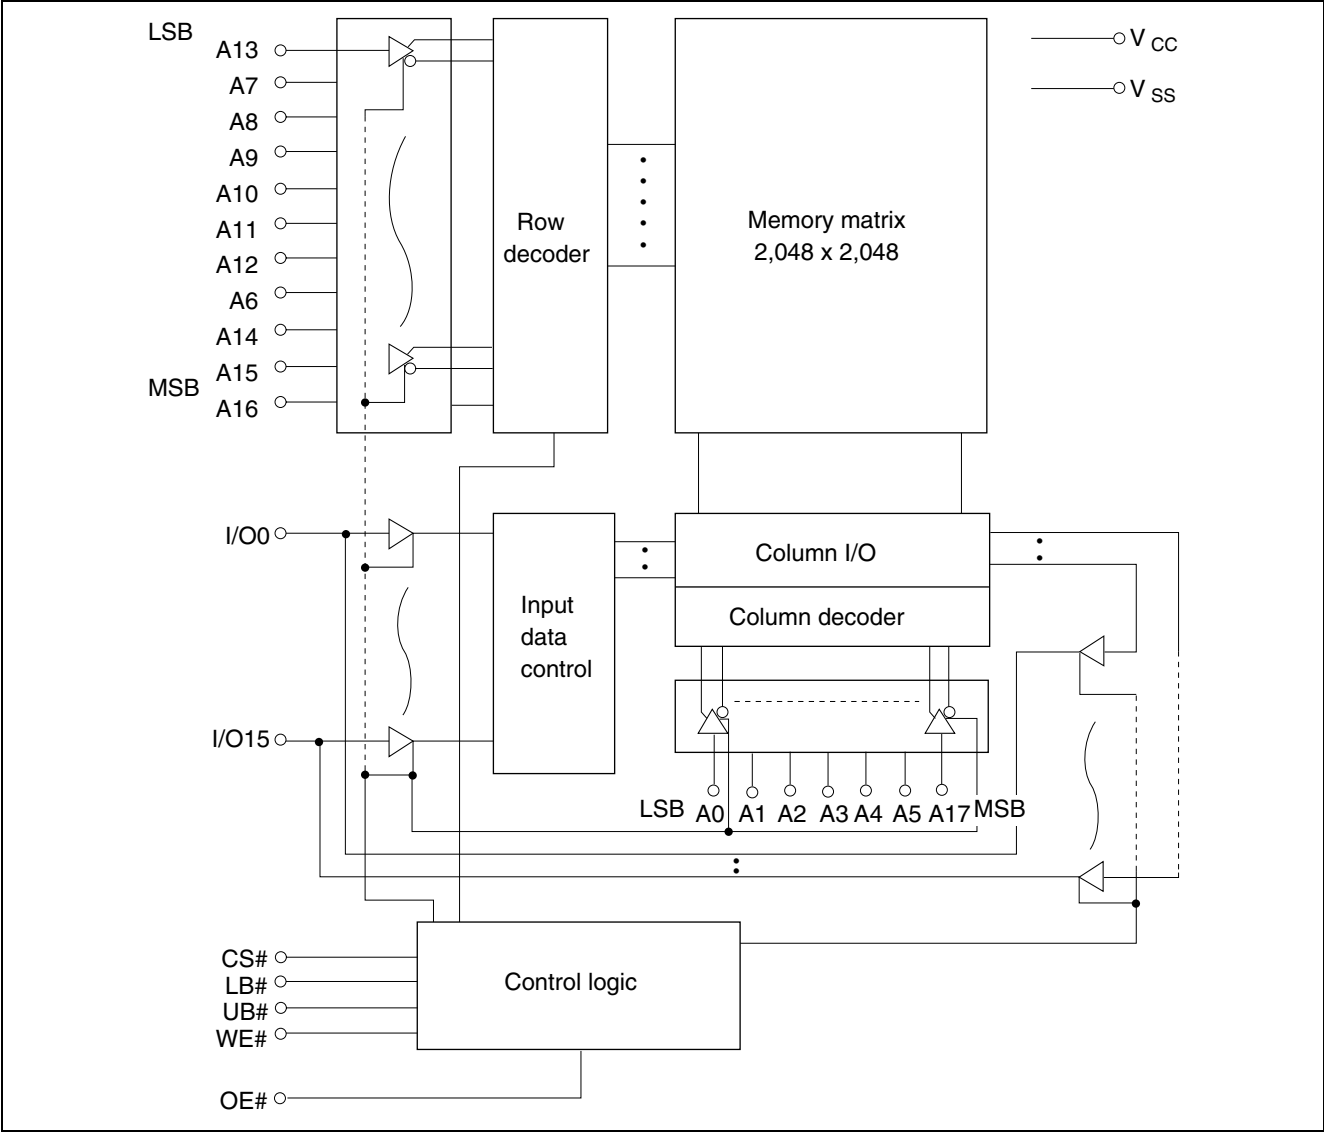 LSB
A13
A7
A8
A9
A10
A11
A12
A6
A14
A15
MSB
A16
Row
decoder
Memory matrix
2,048 x 2,048
V CC
V SS
I/O0
I/O15
Input
data
control
Column I/O
Column decoder
LSB A0 A1 A2 A3 A4 A5 A17 MSB
CS#
LB#
UB#
WE#
OE#
Control logic